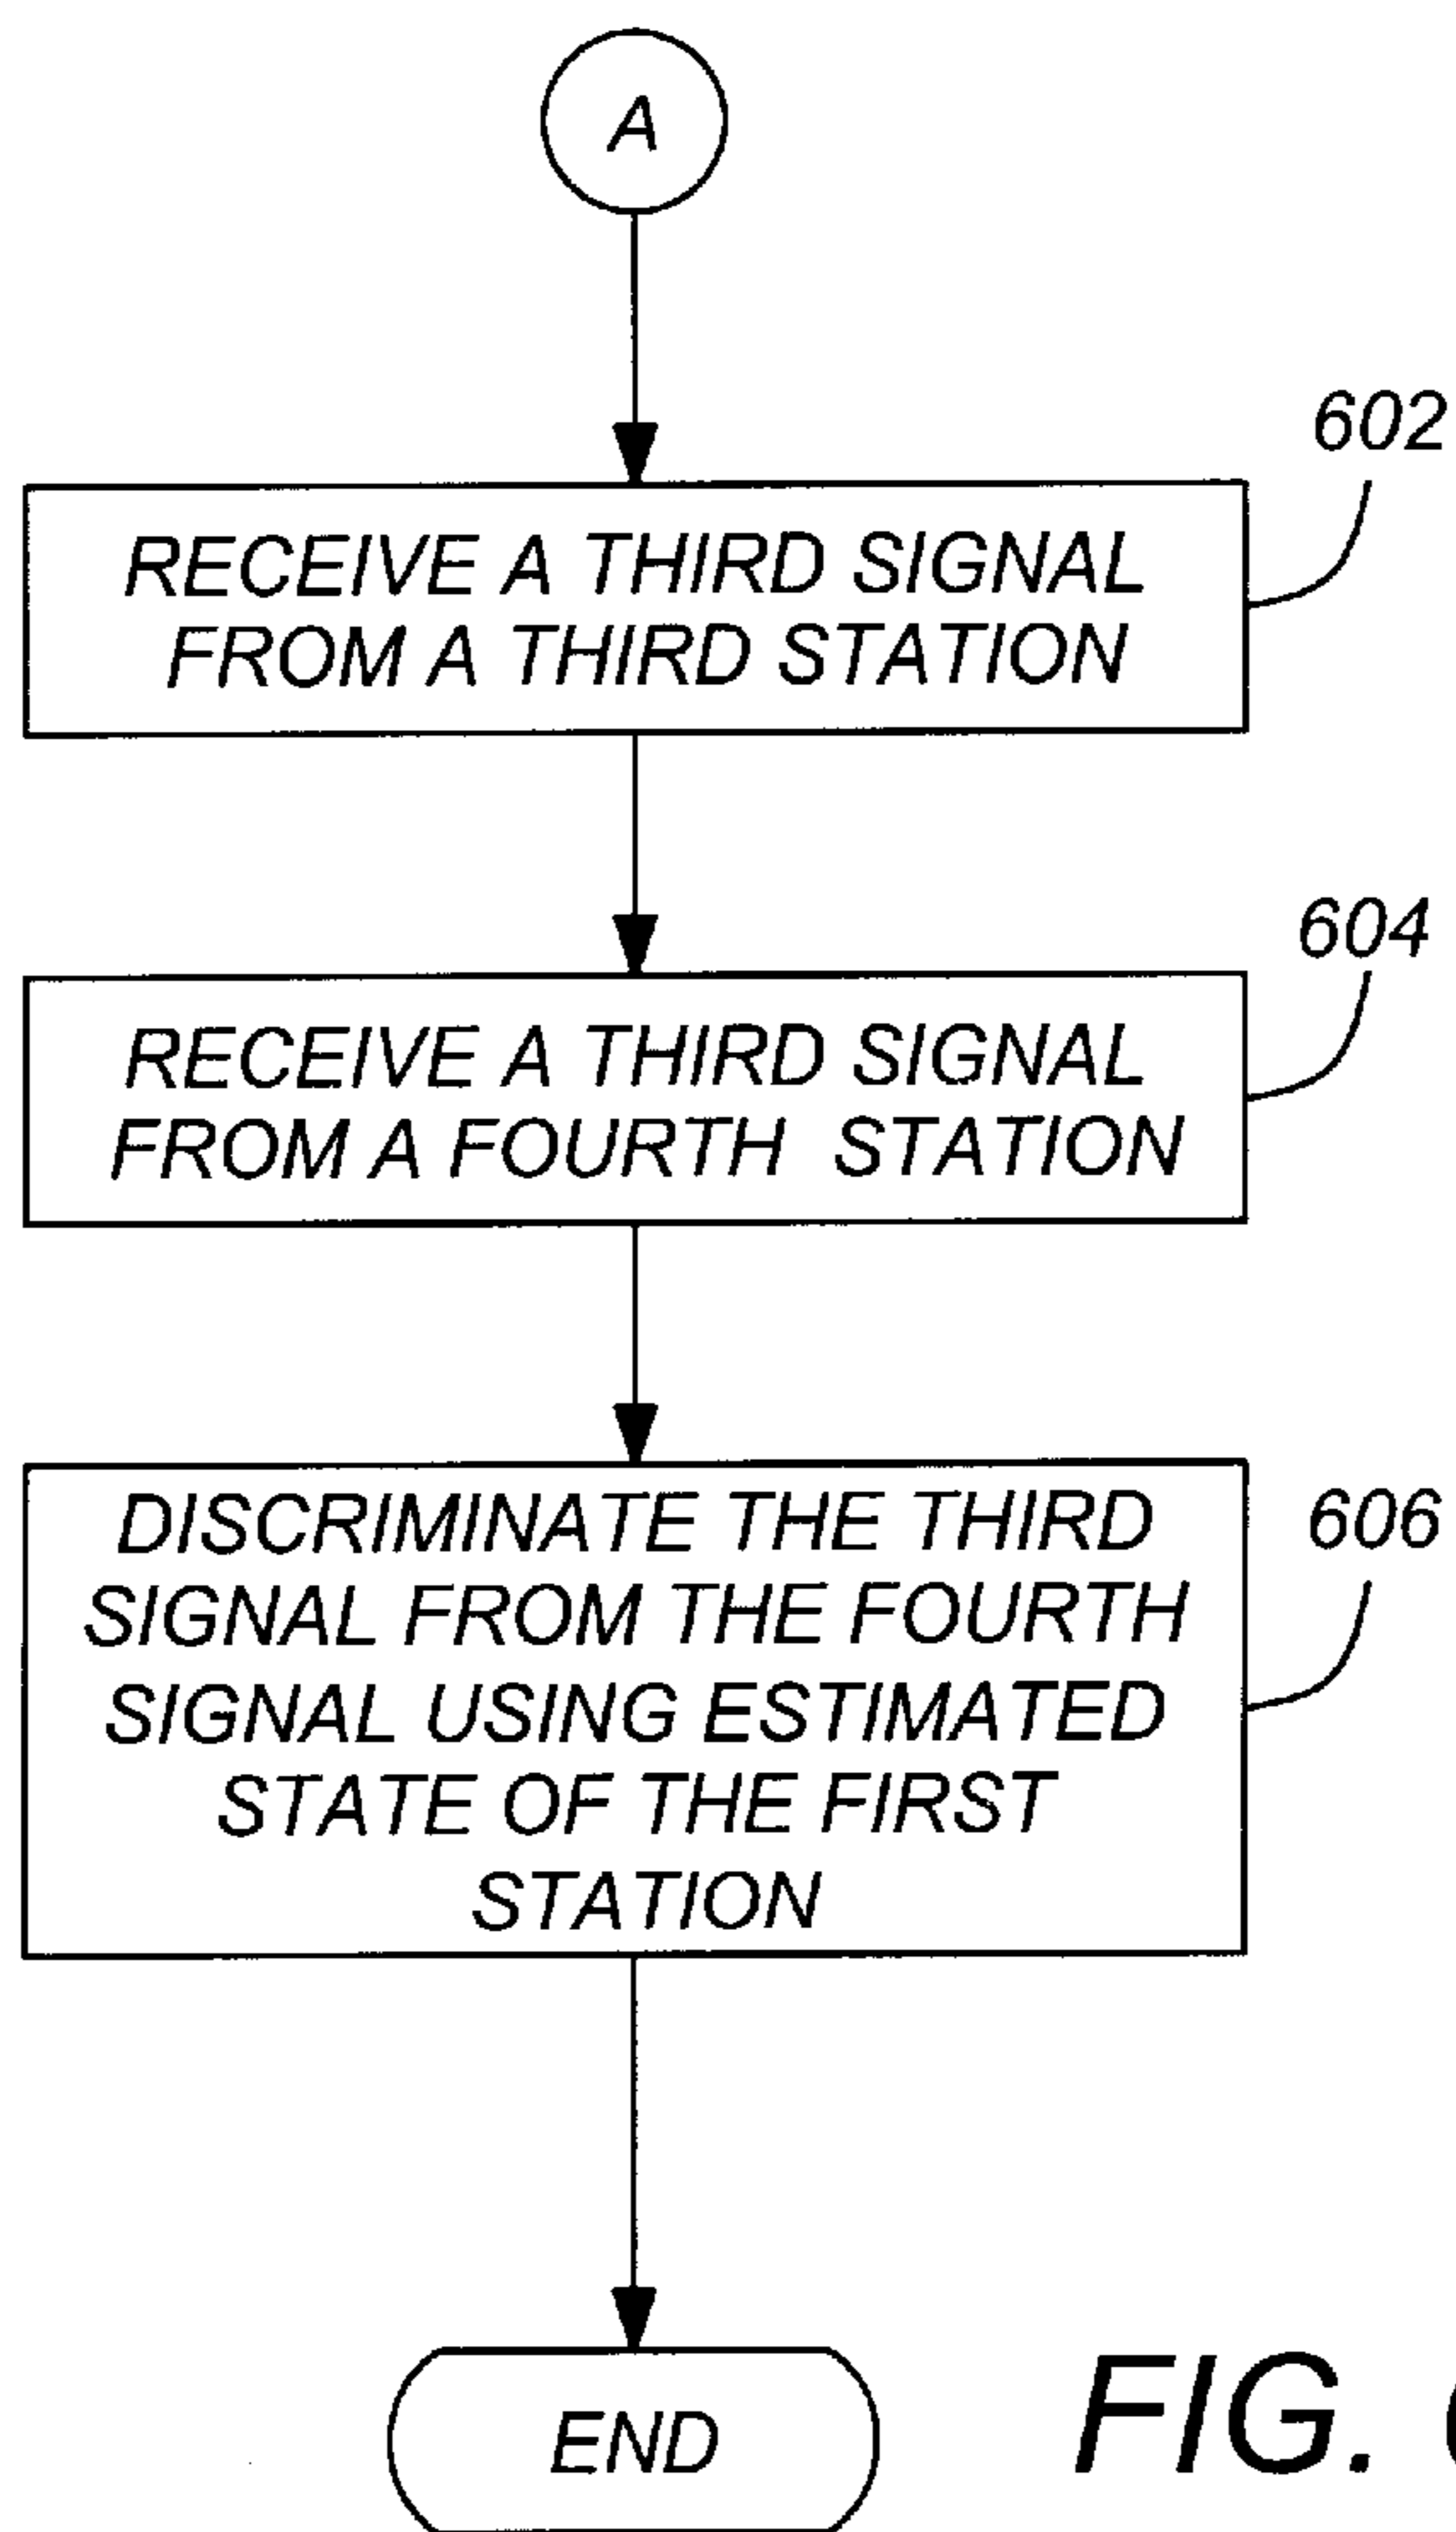 A
602
RECEIVE A THIRD SIGNAL
FROM A THIRD STATION
604
RECEIVE A THIRD SIGNAL
FROM A FOURTH STATION
606
DISCRIMINATE THE THIRD
SIGNAL FROM THE FOURTH
SIGNAL USING ESTIMATED
STATE OF THE FIRST
STATION
END
FIG.